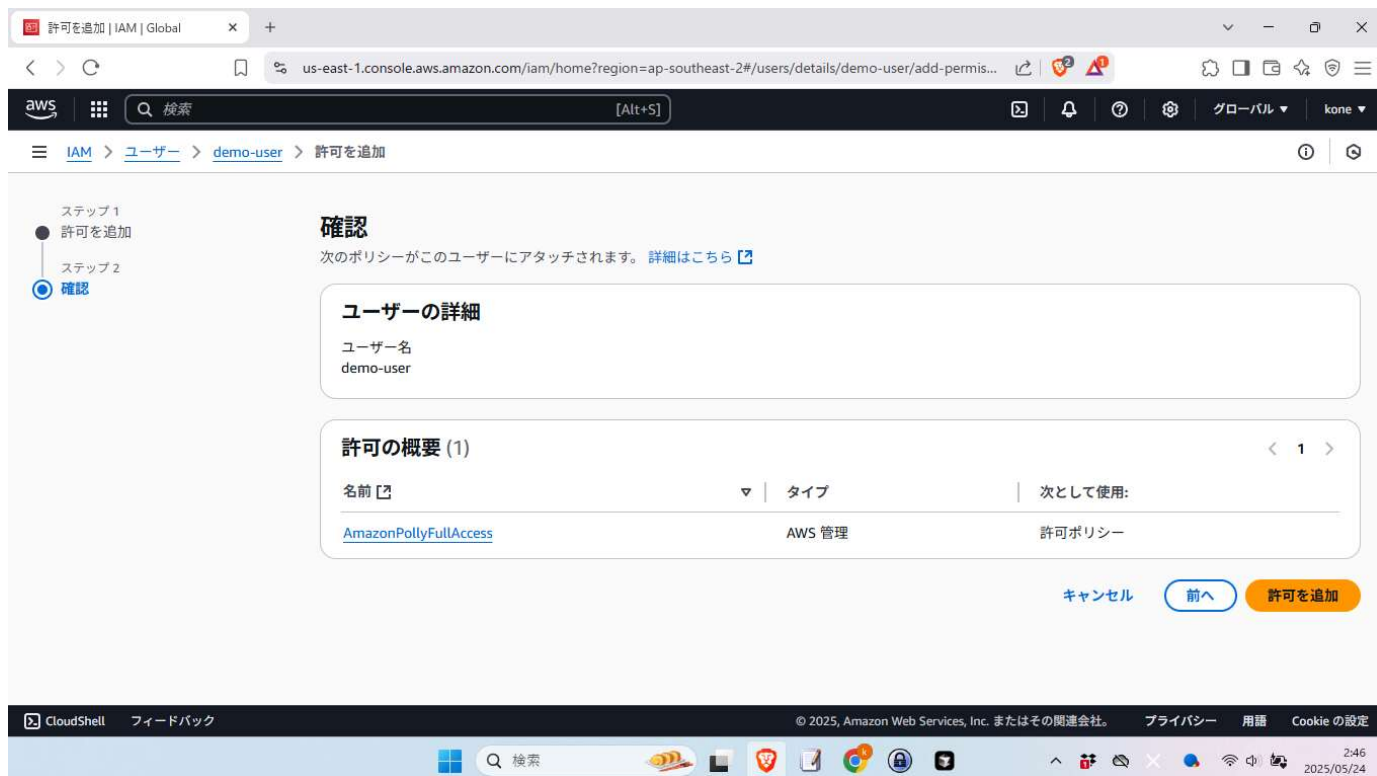 許可を追加 | IAM | Global
us-east-1.console.aws.amazon.com/iam/home?region=ap-southeast-2#/users/details/demo-user/add-permis...
2
1
aws
検索
[Alt+S]
グローバル
kone
IAM > ユーザー > demo-user > 許可を追加
ステップ 1
許可を追加
ステップ 2
確認
確認
次のポリシーがこのユーザーにアタッチされます。 詳細はこちら
ユーザーの詳細
ユーザー名
demo-user
許可の概要 (1)
1
名前
タイプ
次として使用:
AmazonPollyFullAccess
AWS 管理
許可ポリシー
キャンセル
前へ
許可を追加
CloudShell
フィードバック
© 2025, Amazon Web Services, Inc. またはその関連会社。
プライバシー
用語
Cookie の設定
検索
2:46
2025/05/24